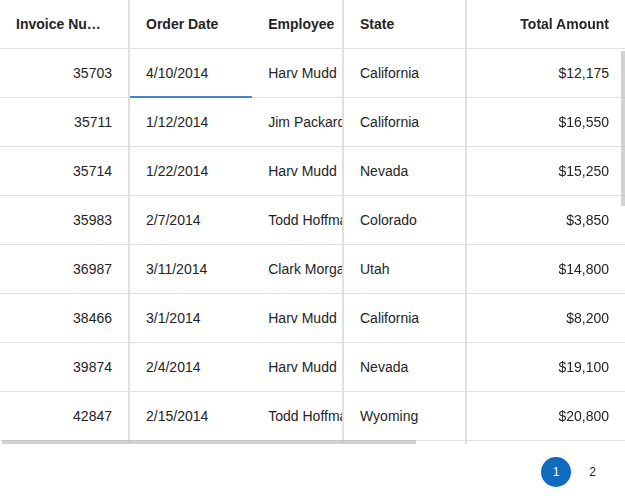 Invoice Nu… Order Date Employee State Total Amount
35703 4/10/2014 Harv Mudd California $12,175
35711 1/12/2014 Jim Packard California $16,550
35714 1/22/2014 Harv Mudd Nevada $15,250
35983 2/7/2014 Todd Hoffma Colorado $3,850
36987 3/11/2014 Clark Morga Utah $14,800
38466 3/1/2014 Harv Mudd California $8,200
39874 2/4/2014 Harv Mudd Nevada $19,100
42847 2/15/2014 Todd Hoffma Wyoming $20,800
1 2